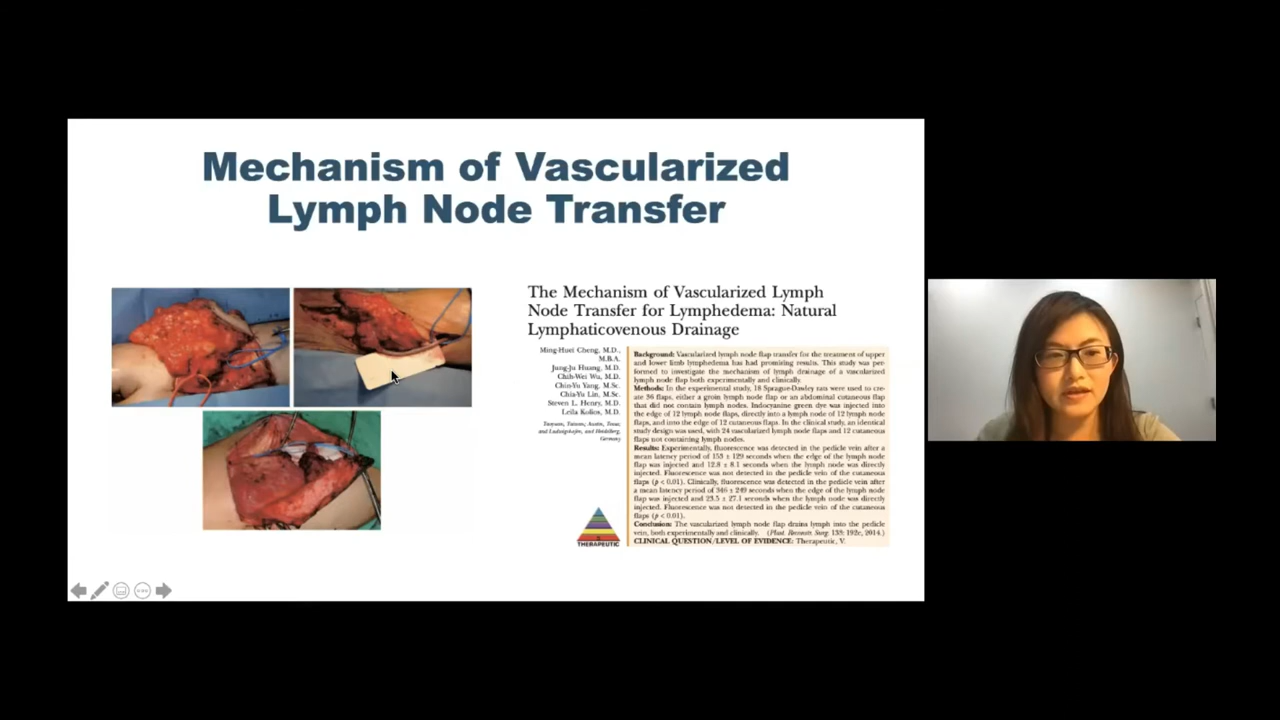 Mechanism of Vascularized
Lymph Node Transfer
The Mechanism of Vascularized Lymph
Node Transfer for Lymphedema: Natural
Lymphaticovenous Drainage
Ming-Huei Cheng, M.D.,
M.B.A.
Jung-Ju Huang, M.D.
Chih-Wei Wu, M.D.
Chin-Yu Yang, M.Sc.
Chia-Yu Lin, M.Sc.
Steven L. Henry, M.D.
Leila Kolios, M.D.
Taoyuan, Taiwan; Austin, Texas;
and Ludwigshafen, and Heidelberg,
Germany
Background: Vascularized lymph node flap transfer for the treatment of upper
and lower limb lymphedema has had promising results. This study was per-
formed to investigate the mechanism of lymph drainage of a vascularized
lymph node flap both experimentally and clinically.
Methods: In the experimental study, 18 Sprague-Dawley rats were used to cre-
ate 36 flaps, either a groin lymph node flap or an abdominal cutaneous flap
that did not contain lymph nodes. Indocyanine green dye was injected into
the edge of 12 lymph node flaps, directly into a lymph node of 12 lymph node
flaps, and into the edge of 12 cutaneous flaps. In the clinical study, an identical
study design was used, with 24 vascularized lymph node flaps and 12 cutaneous
flaps not containing lymph nodes.
Results: Experimentally, fluorescence was detected in the pedicle vein after a
mean latency period of 153 ± 129 seconds when the edge of the lymph node
flap was injected and 12.8 ± 8.1 seconds when the lymph node was directly
injected. Fluorescence was not detected in the pedicle vein of the cutaneous
flaps (p < 0.01). Clinically, fluorescence was detected in the pedicle vein after
a mean latency period of 346 ± 249 seconds when the edge of the lymph node
flap was injected and 23.5 ± 27.1 seconds when the lymph node was directly
injected. Fluorescence was not detected in the pedicle vein of the cutaneous
flaps (p < 0.01).
Conclusion: The vascularized lymph node flap drains lymph into the pedicle
vein, both experimentally and clinically. (Plast. Reconstr. Surg. 133: 192e, 2014.)
CLINICAL QUESTION/LEVEL OF EVIDENCE: Therapeutic, V.
THERAPEUTIC